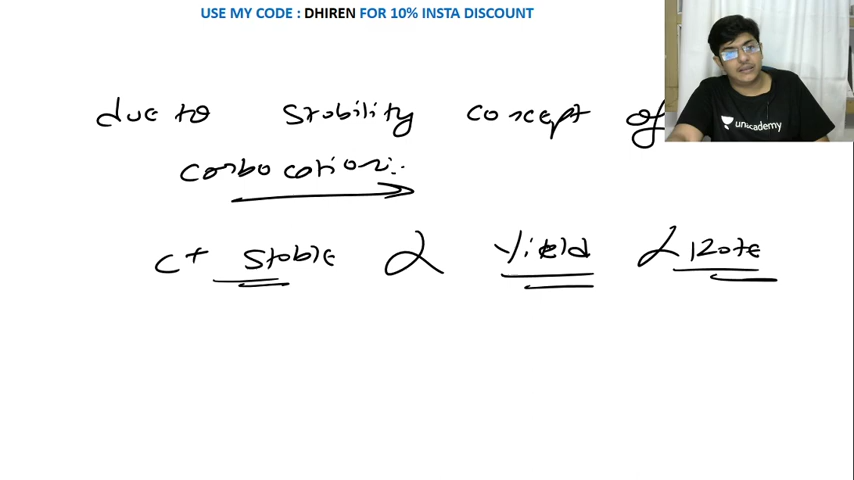 USE MY CODE : DHIREN FOR 10% INSTA DISCOUNT
due to stability concept of
carbocation:.
C+ stable α yield α Rate
unacademy